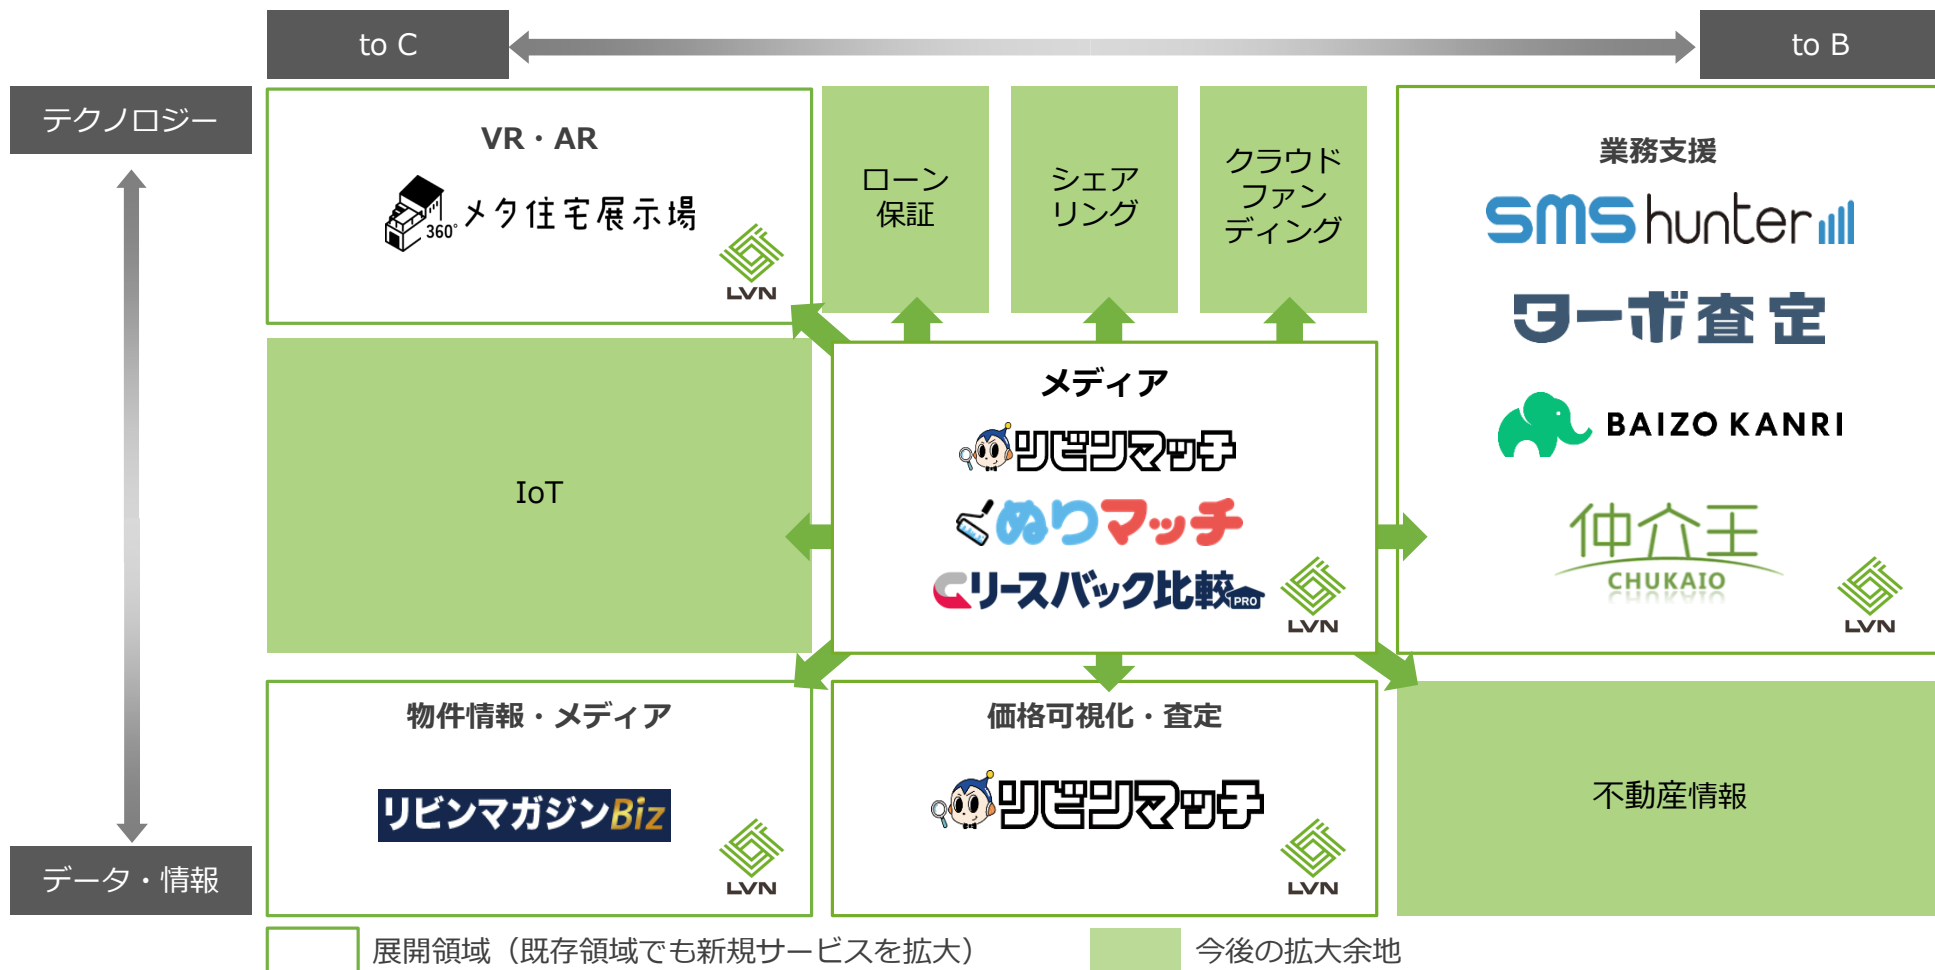 to C
to B
テクノロジー
VR・AR
360°
メタ住宅展示場
LVN
ローン
保証
シェア
リング
クラウド
ファン
ディング
業務支援
SMS hunter
ターボ査定
BAIZO KANRI
仲介王
CHUKAIO
LVN
IoT
メディア
リビンマッチ
ぬりマッチ
リースバック比較PRO
LVN
物件情報・メディア
リビンマガジンBiz
LVN
価格可視化・査定
リビンマッチ
LVN
不動産情報
データ・情報
展開領域（既存領域でも新規サービスを拡大）
今後の拡大余地